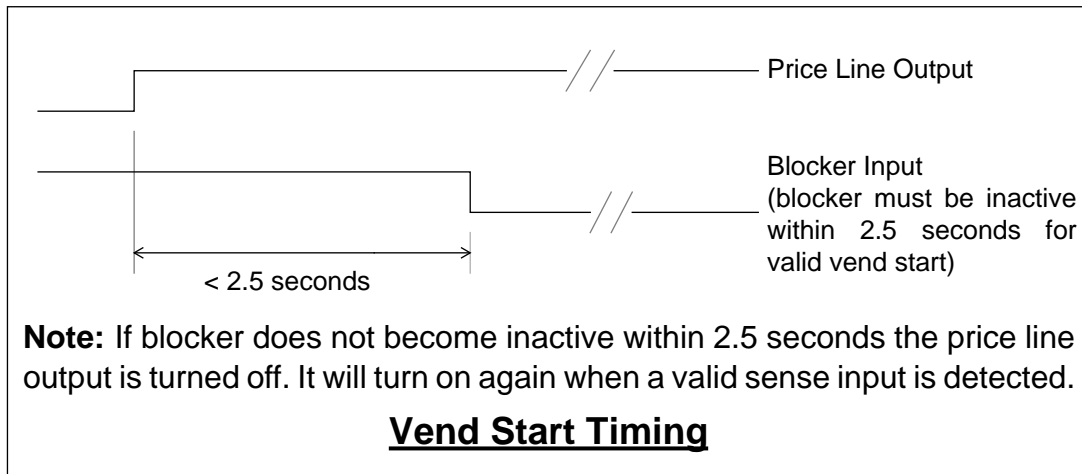 Price Line Output
Blocker Input
(blocker must be inactive
within 2.5 seconds for
valid vend start)
< 2.5 seconds
Note: If blocker does not become inactive within 2.5 seconds the price line
output is turned off. It will turn on again when a valid sense input is detected.
Vend Start Timing